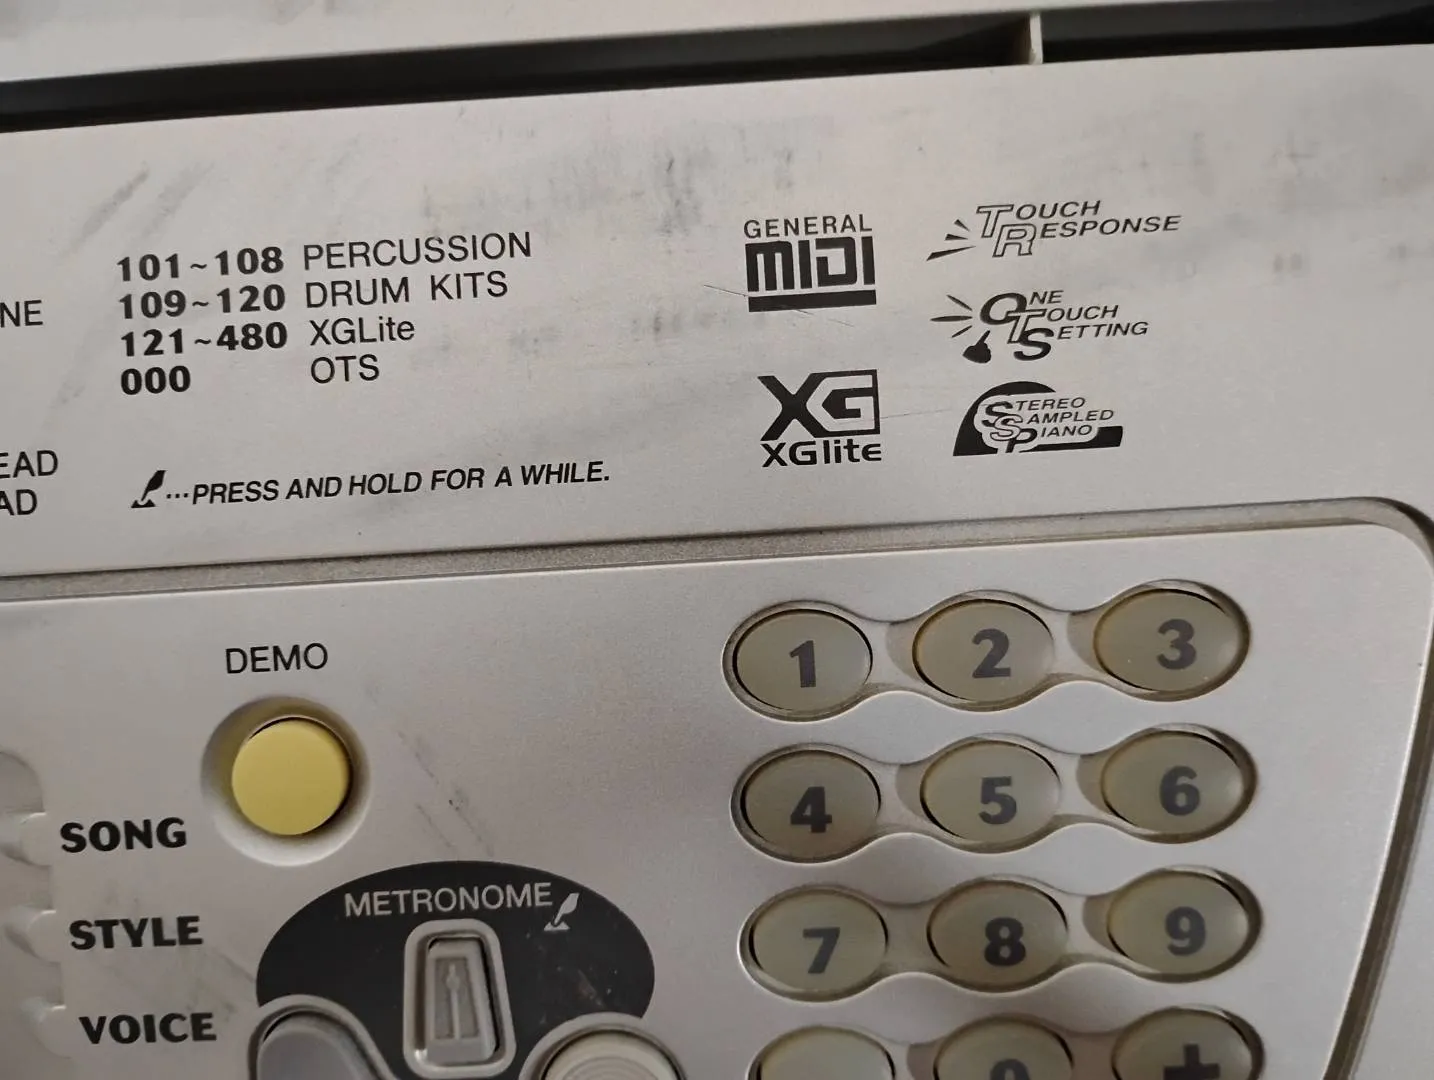 101~108 PERCUSSION
109~120 DRUM KITS
121~480 XGLite
000 OTS
NE
EAD
AD
...PRESS AND HOLD FOR A WHILE.
GENERAL
MIDI
XG
XGlite
TOUCH
RESPONSE
ONE
TOUCH
SETTING
STEREO
SAMPLED
PIANO
DEMO
SONG
STYLE
VOICE
METRONOME
1 2 3
4 5 6
7 8 9
0 +